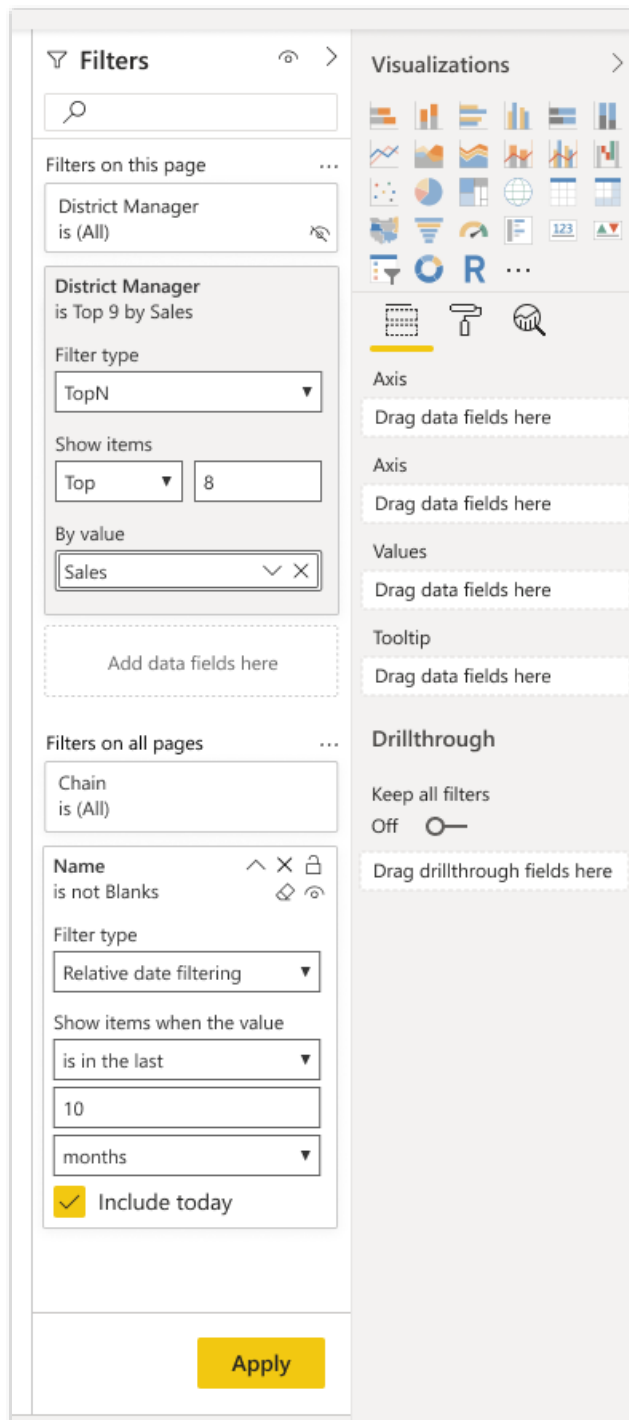 Filters
Filters on this page
...
District Manager
is (All)
District Manager
is Top 9 by Sales
Filter type
TopN
Show items
Top
8
By value
Sales
Add data fields here
Filters on all pages
...
Chain
is (All)
Name
is not Blanks
Filter type
Relative date filtering
Show items when the value
is in the last
10
months
Include today
Apply
Visualizations
123
R
...
Axis
Drag data fields here
Axis
Drag data fields here
Values
Drag data fields here
Tooltip
Drag data fields here
Drillthrough
Keep all filters
Off
Drag drillthrough fields here